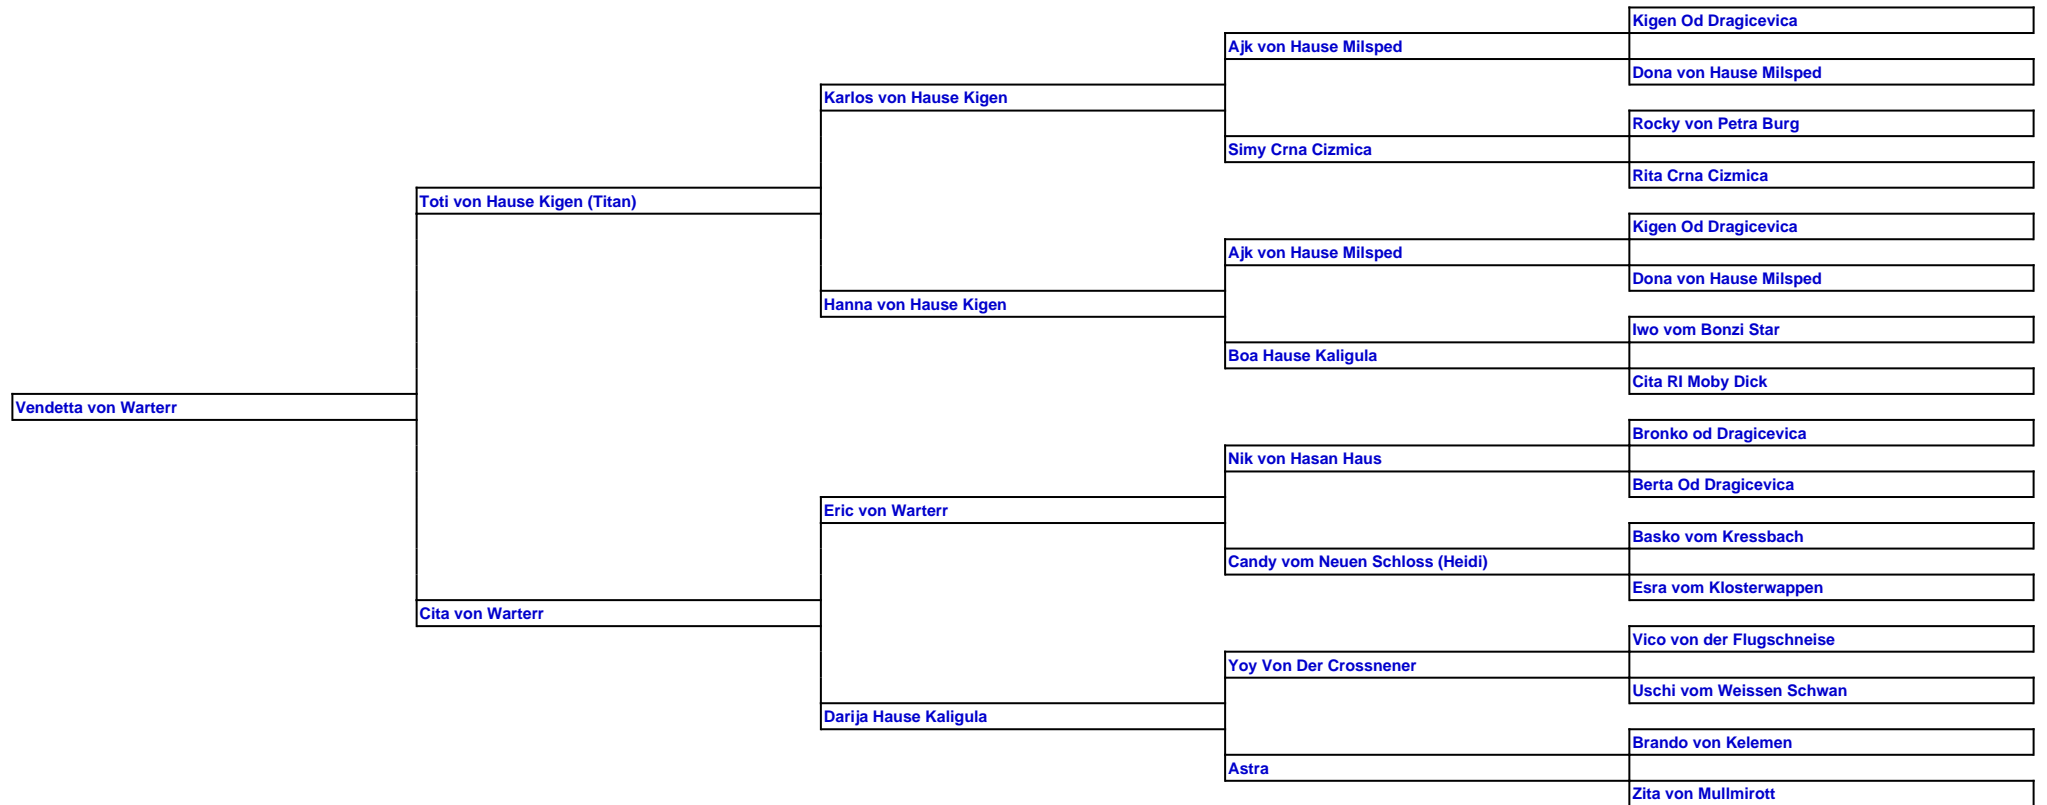 Kigen Od Dragicevica
Ajk von Hause Milsped
Dona von Hause Milsped
Karlos von Hause Kigen
Rocky von Petra Burg
Simy Crna Cizmica
Rita Crna Cizmica
Toti von Hause Kigen (Titan)
Kigen Od Dragicevica
Ajk von Hause Milsped
Dona von Hause Milsped
Hanna von Hause Kigen
Iwo vom Bonzi Star
Boa Hause Kaligula
Cita RI Moby Dick
Vendetta von Warterr
Bronko od Dragicevica
Nik von Hasan Haus
Berta Od Dragicevica
Eric von Warterr
Basko vom Kressbach
Candy vom Neuen Schloss (Heidi)
Esra vom Klosterwappen
Cita von Warterr
Vico von der Flugschneise
Yoy Von Der Crossnener
Uschi vom Weissen Schwan
Darija Hause Kaligula
Brando von Kelemen
Astra
Zita von Mullmirott